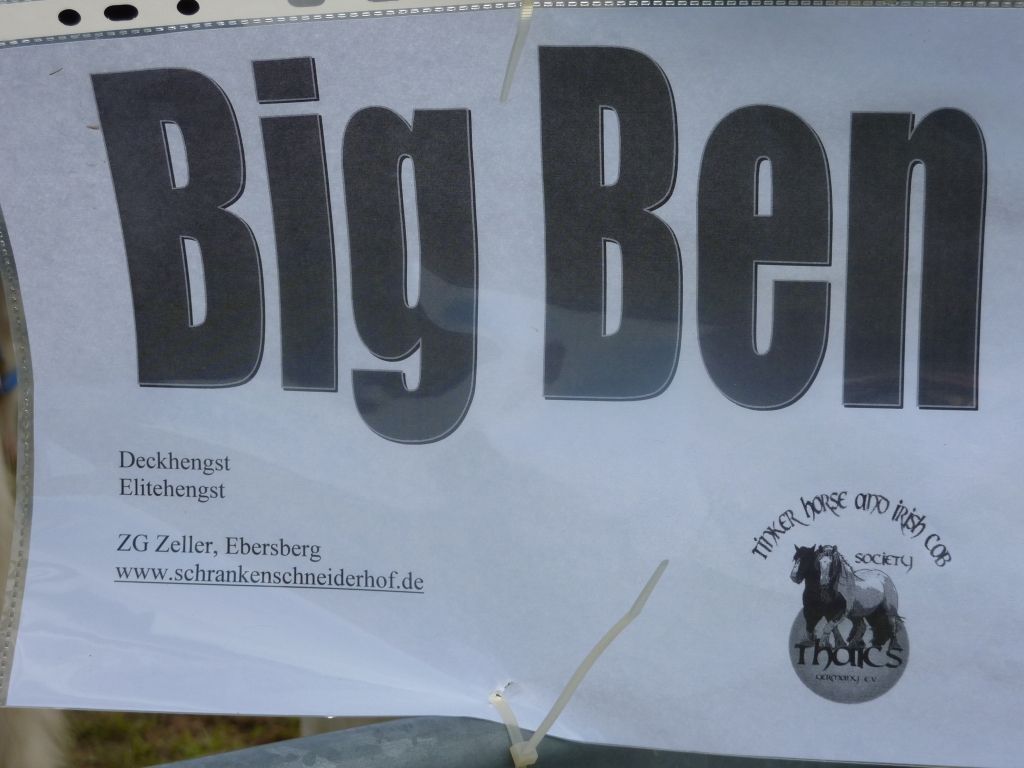 Big Ben
Deckhengst
Elitehengst
ZG Zeller, Ebersberg
www.schrankenschneiderhof.de
TINKER HORSE AND IRISH COB
SOCIETY
THAICS
GERMANY E.V.